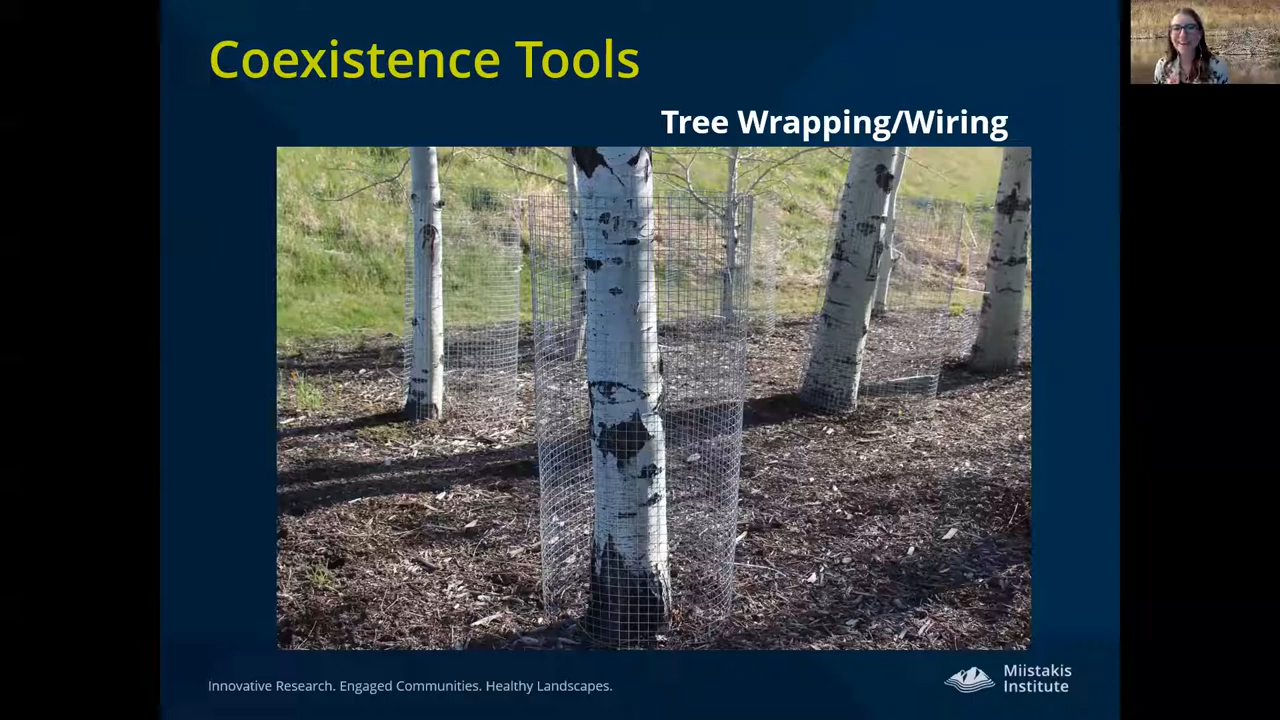 Coexistence Tools
Tree Wrapping/Wiring
Innovative Research. Engaged Communities. Healthy Landscapes.
Miistakis
Institute